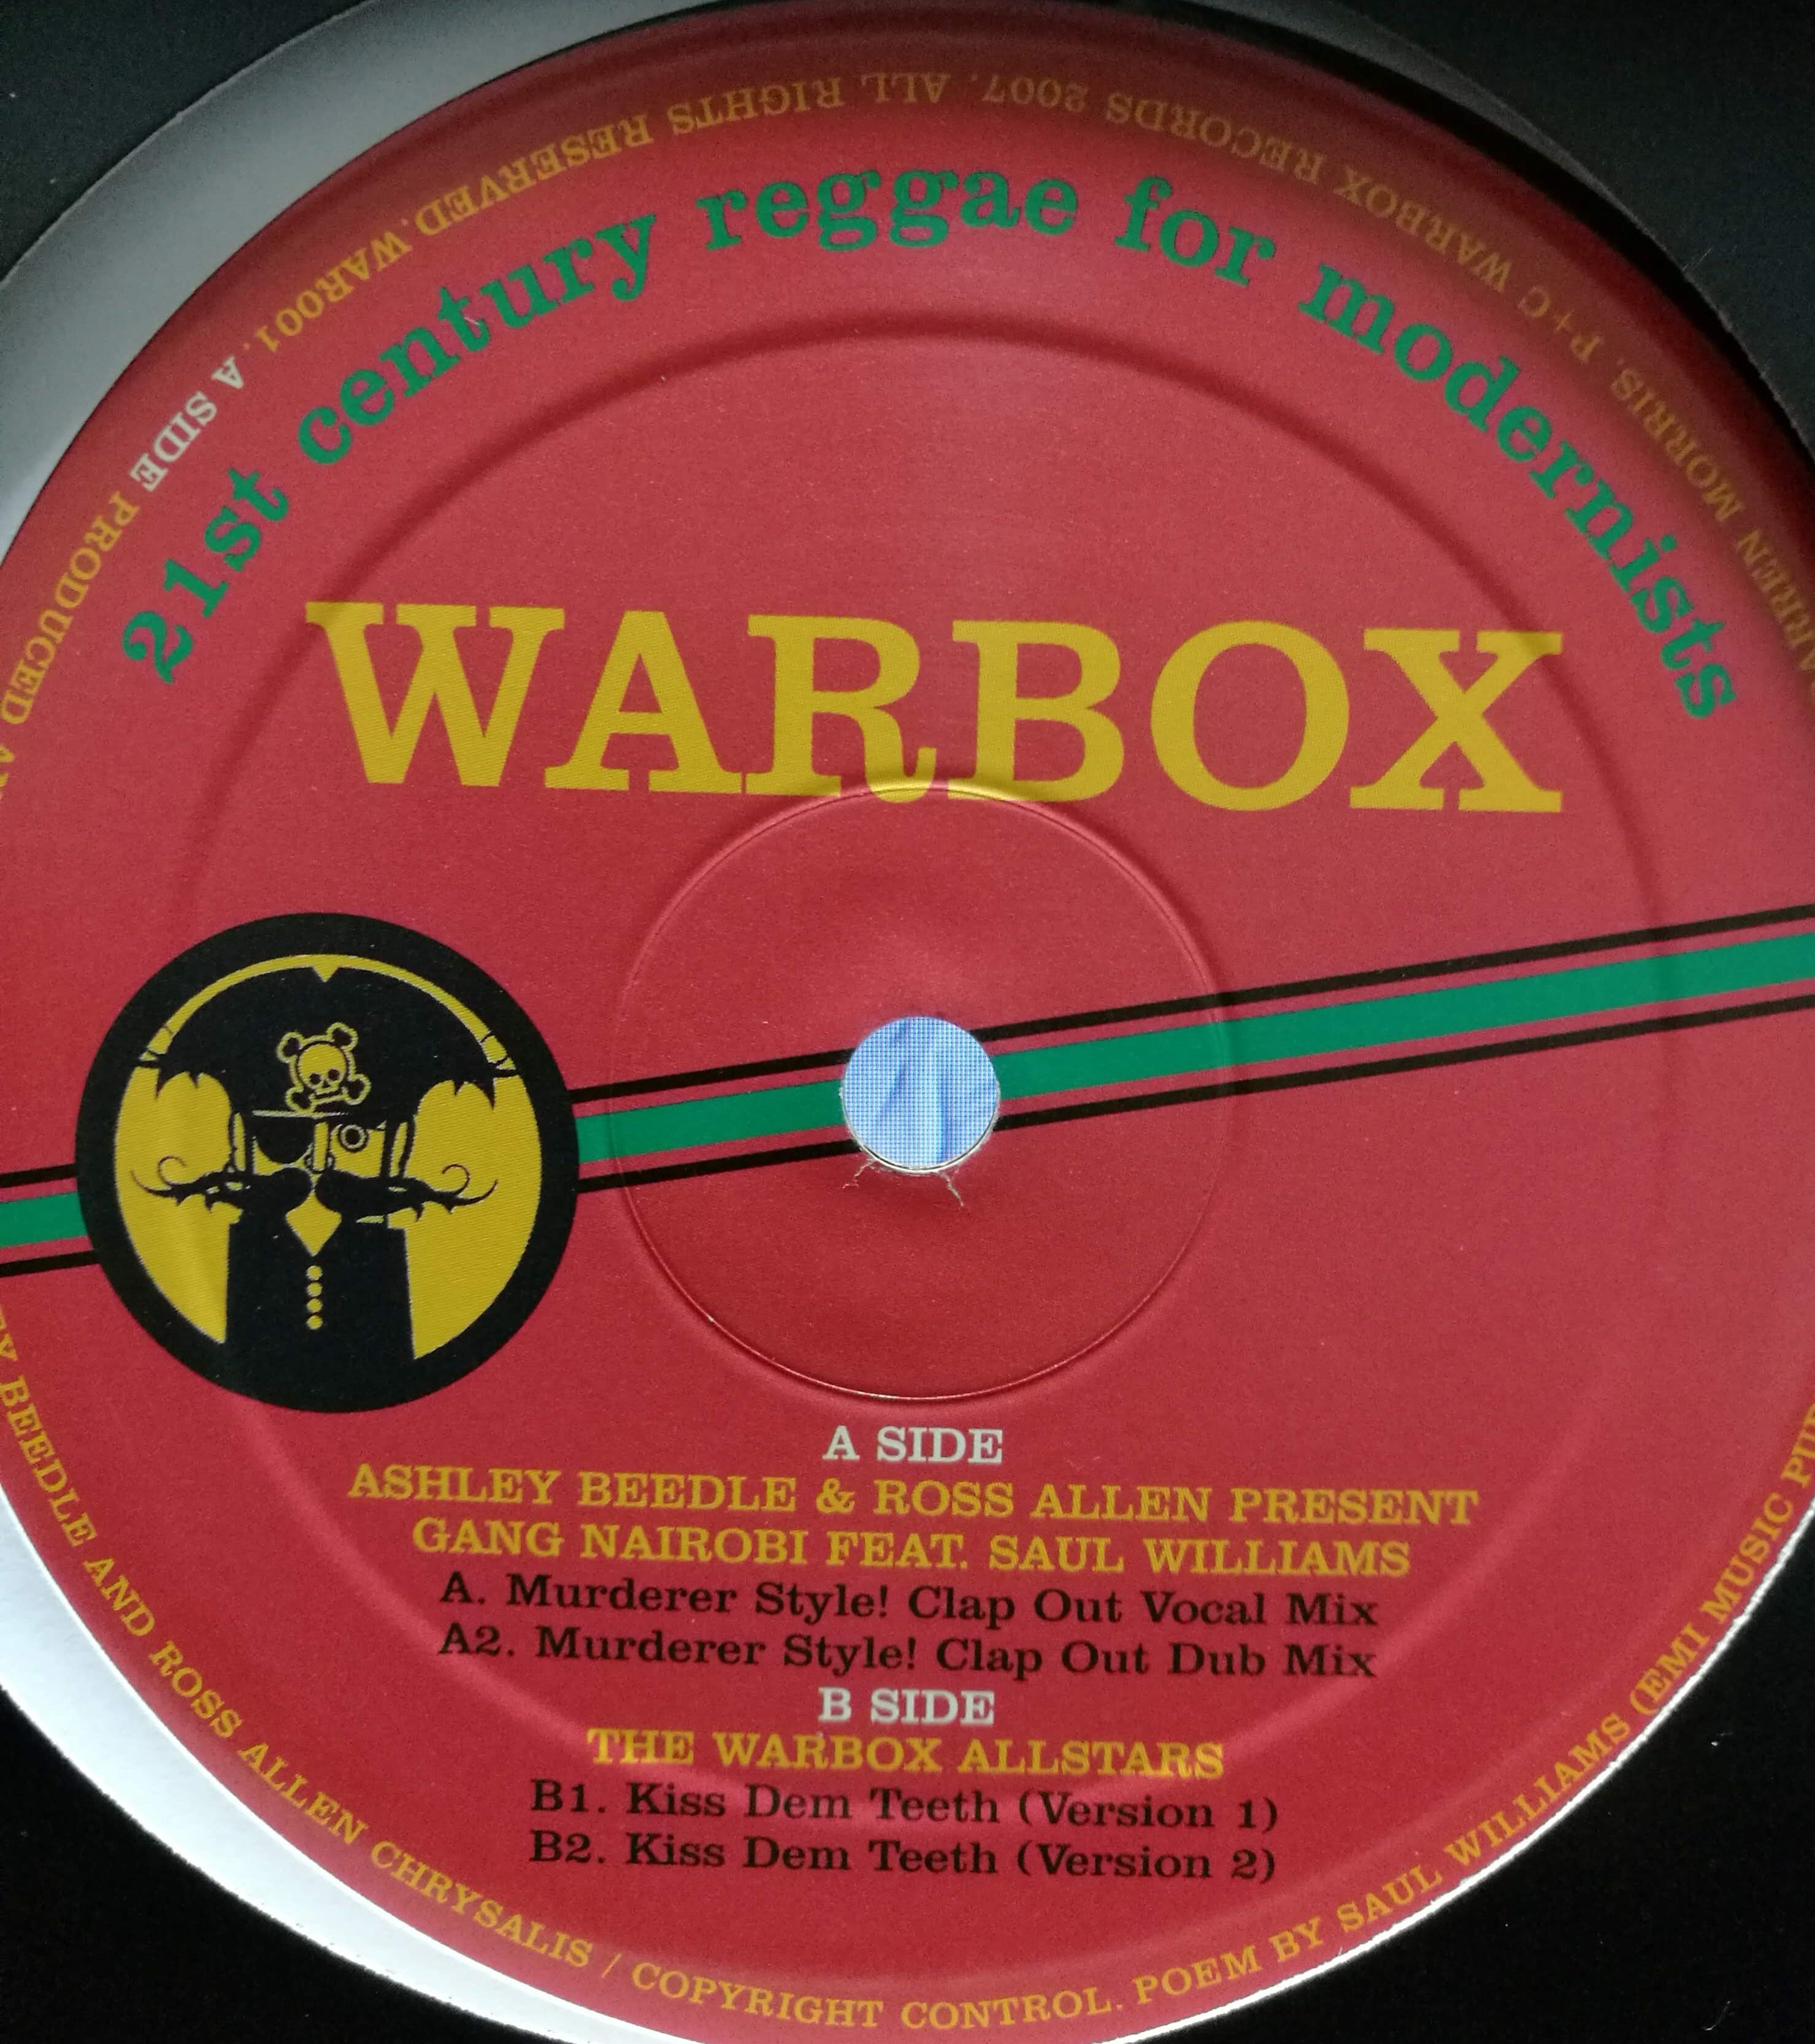 21st century reggae for modernists
WARBOX
A SIDE
ASHLEY BEEDLE & ROSS ALLEN PRESENT
GANG NAIROBI FEAT. SAUL WILLIAMS
A. Murderer Style! Clap Out Vocal Mix
A2. Murderer Style! Clap Out Dub Mix
B SIDE
THE WARBOX ALLSTARS
B1. Kiss Dem Teeth (Version 1)
B2. Kiss Dem Teeth (Version 2)
A SIDE PRODUCED
BEEDLE AND ROSS ALLEN CHRYSALIS / COPYRIGHT CONTROL. POEM BY SAUL WILLIAMS (EMI MUSIC
MORRIS. P+C WARBOX RECORDS 2007. ALL RIGHTS RESERVED. WAR001.